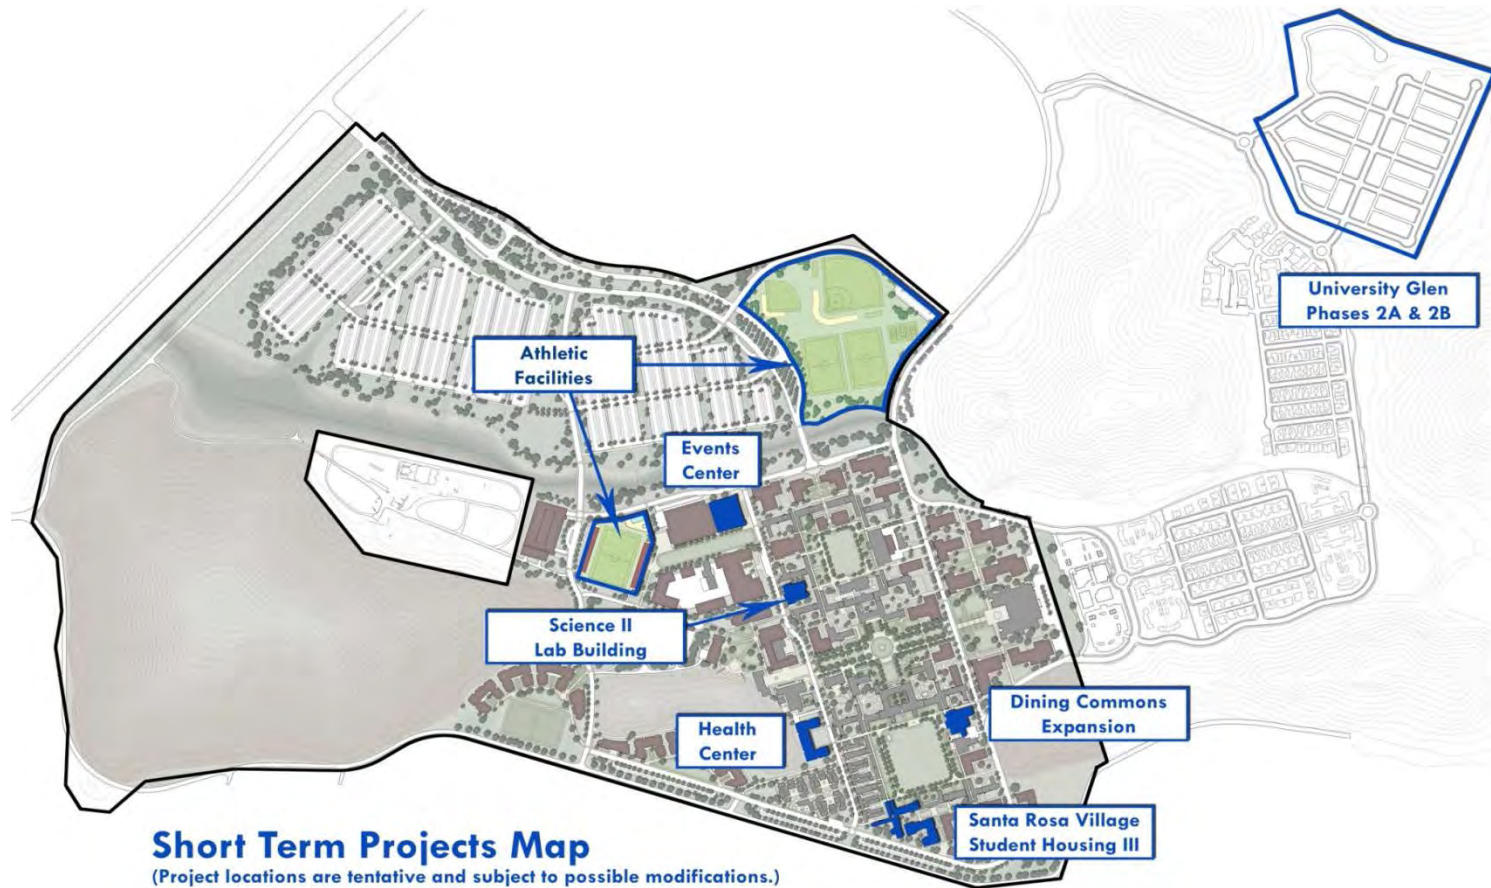 University Glen
Phases 2A & 2B
Athletic
Facilities
Events
Center
Science II
Lab Building
Dining Commons
Expansion
Health
Center
Santa Rosa Village
Student Housing III
Short Term Projects Map
(Project locations are tentative and subject to possible modifications.)